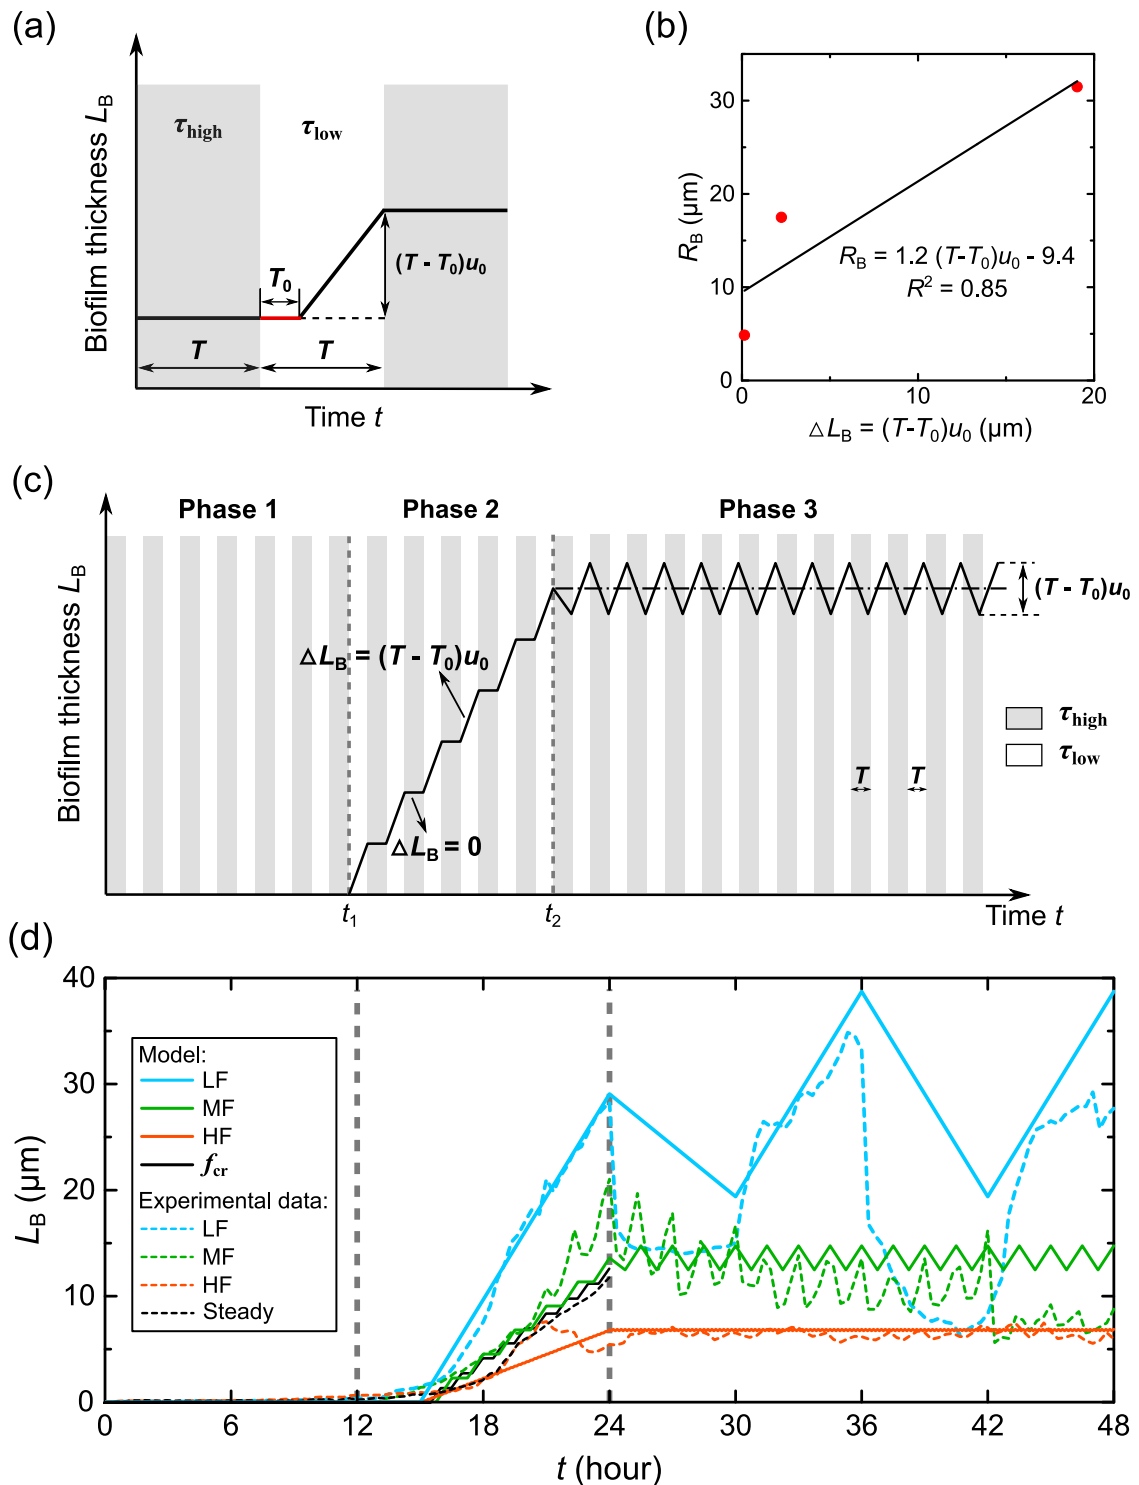 (a)
Biofilm thickness L_B
τ_high
τ_low
T_0
(T - T_0)u_0
T
T
Time t
(b)
R_B (μm)
30
20
10
0
R_B = 1.2 (T-T_0)u_0 - 9.4
R^2 = 0.85
0
10
20
△L_B = (T-T_0)u_0 (μm)
(c)
Phase 1
Phase 2
Phase 3
Biofilm thickness L_B
(T - T_0)u_0
△L_B = (T - T_0)u_0
△L_B = 0
τ_high
τ_low
T
T
t_1
t_2
Time t
(d)
L_B (μm)
40
30
20
10
0
Model:
LF
MF
HF
f_cr
Experimental data:
LF
MF
HF
Steady
0
6
12
18
24
30
36
42
48
t (hour)